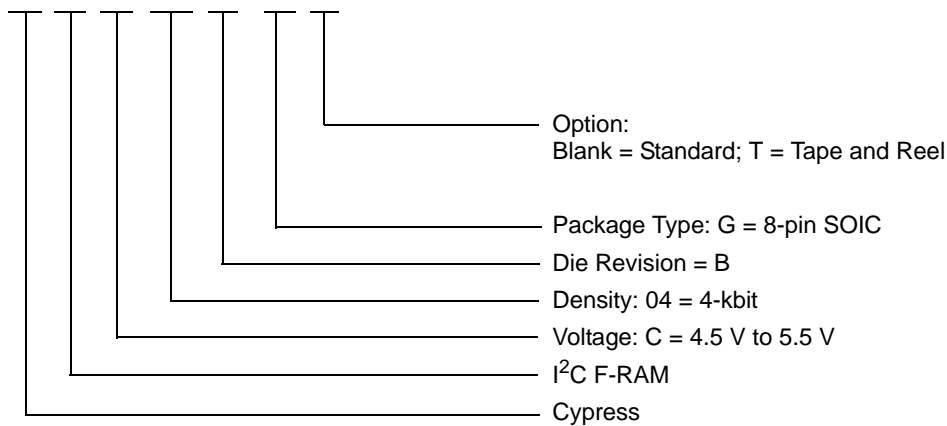 Option:
Blank = Standard; T = Tape and Reel
Package Type: G = 8-pin SOIC
Die Revision = B
Density: 04 = 4-kbit
Voltage: C = 4.5 V to 5.5 V
I²C F-RAM
Cypress